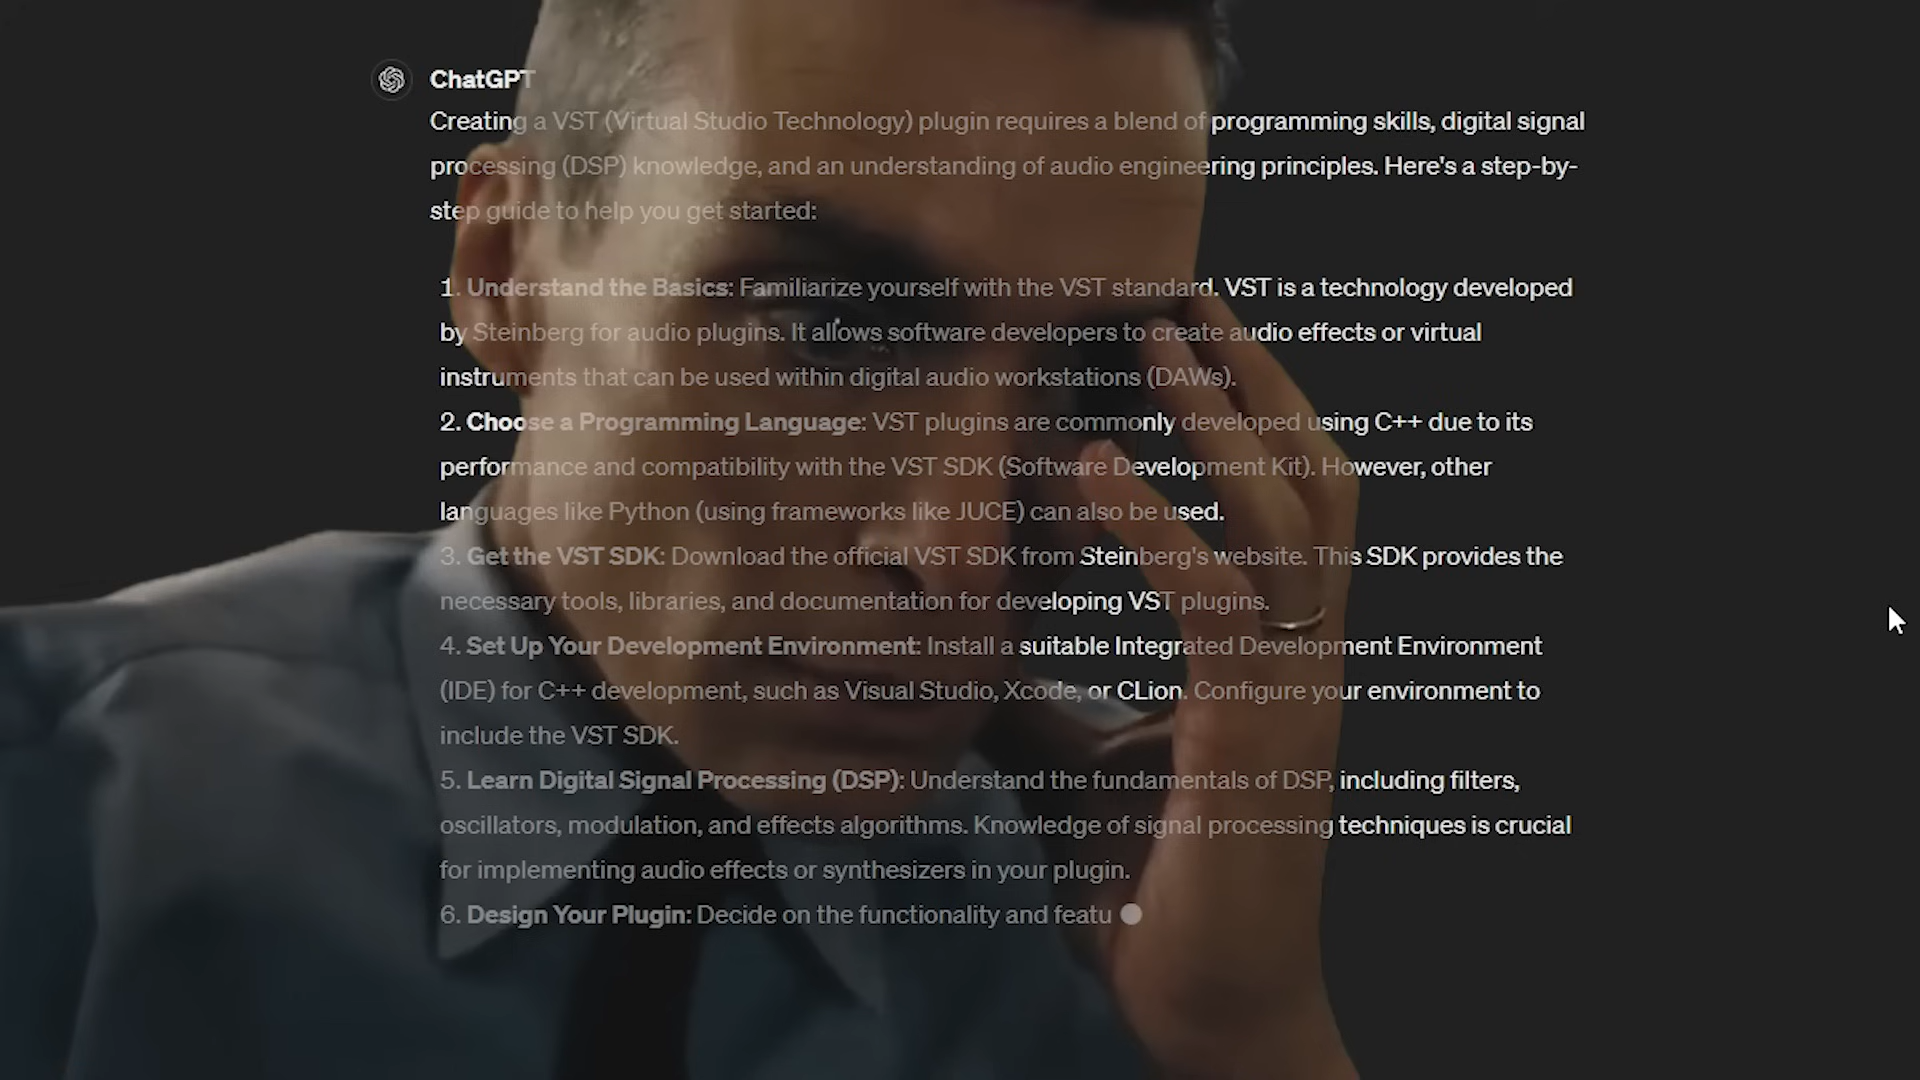 ChatGPT
Creating a VST (Virtual Studio Technology) plugin requires a blend of programming skills, digital signal
processing (DSP) knowledge, and an understanding of audio engineering principles. Here's a step-by-
step guide to help you get started:
1. Understand the Basics: Familiarize yourself with the VST standard. VST is a technology developed
by Steinberg for audio plugins. It allows software developers to create audio effects or virtual
instruments that can be used within digital audio workstations (DAWs).
2. Choose a Programming Language: VST plugins are commonly developed using C++ due to its
performance and compatibility with the VST SDK (Software Development Kit). However, other
languages like Python (using frameworks like JUCE) can also be used.
3. Get the VST SDK: Download the official VST SDK from Steinberg's website. This SDK provides the
necessary tools, libraries, and documentation for developing VST plugins.
4. Set Up Your Development Environment: Install a suitable Integrated Development Environment
(IDE) for C++ development, such as Visual Studio, Xcode, or CLion. Configure your environment to
include the VST SDK.
5. Learn Digital Signal Processing (DSP): Understand the fundamentals of DSP, including filters,
oscillators, modulation, and effects algorithms. Knowledge of signal processing techniques is crucial
for implementing audio effects or synthesizers in your plugin.
6. Design Your Plugin: Decide on the functionality and featu